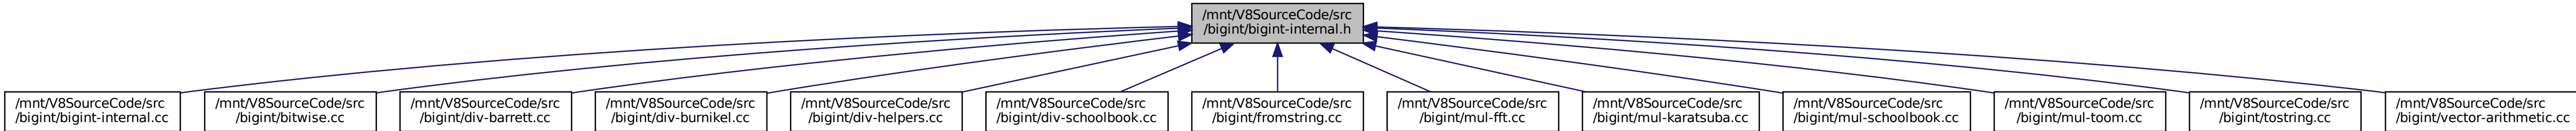 /mnt/V8SourceCode/src
/bigint/bigint-internal.h
/mnt/V8SourceCode/src
/bigint/bigint-internal.cc
/mnt/V8SourceCode/src
/bigint/bitwise.cc
/mnt/V8SourceCode/src
/bigint/div-barrett.cc
/mnt/V8SourceCode/src
/bigint/div-burnikel.cc
/mnt/V8SourceCode/src
/bigint/div-helpers.cc
/mnt/V8SourceCode/src
/bigint/div-schoolbook.cc
/mnt/V8SourceCode/src
/bigint/fromstring.cc
/mnt/V8SourceCode/src
/bigint/mul-fft.cc
/mnt/V8SourceCode/src
/bigint/mul-karatsuba.cc
/mnt/V8SourceCode/src
/bigint/mul-schoolbook.cc
/mnt/V8SourceCode/src
/bigint/mul-toom.cc
/mnt/V8SourceCode/src
/bigint/tostring.cc
/mnt/V8SourceCode/src
/bigint/vector-arithmetic.cc